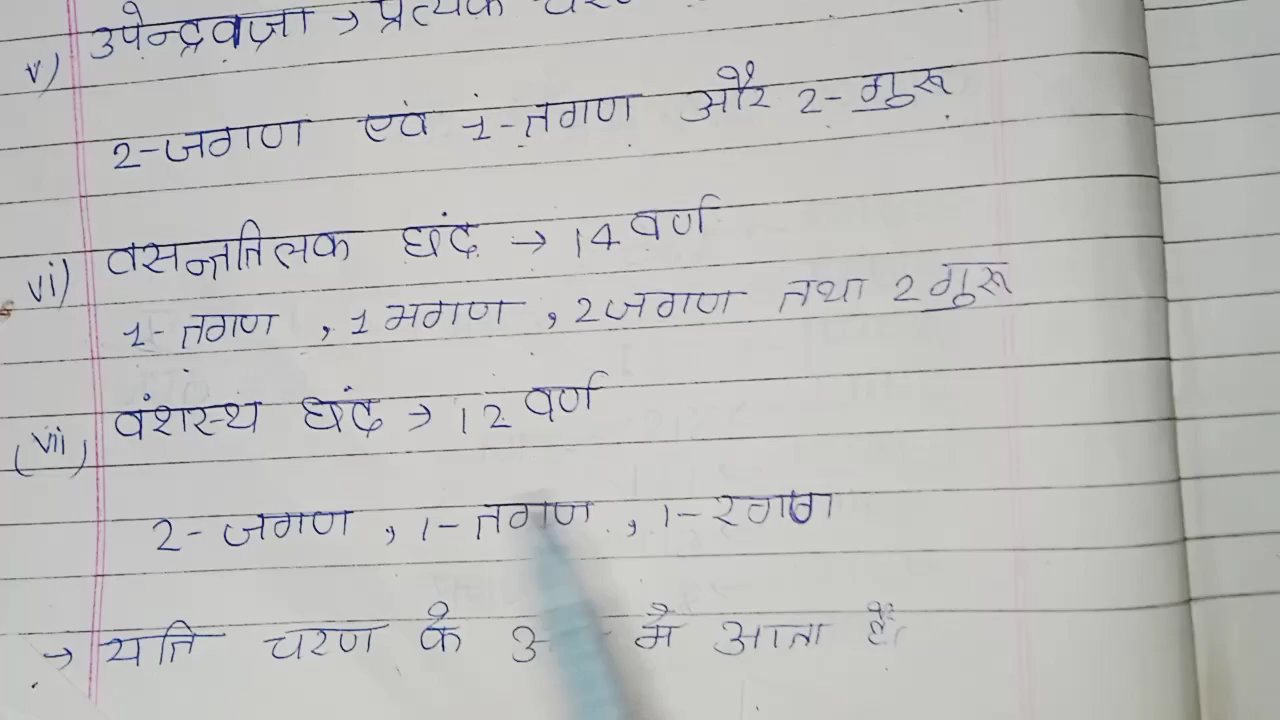 v) उपेन्द्रवज्रा → प्रत्येक
2-जगण एवं 1-तगण और 2-गुरू
vi) वसन्ततिलक छंद → 14 वर्ण
1- तगण , 1 भगण , 2 जगण तथा 2 गुरू
(vii) वंशस्थ छंद → 12 वर्ण
2- जगण , 1- तगण , 1- रगण
→ यति चरण के में आता है।